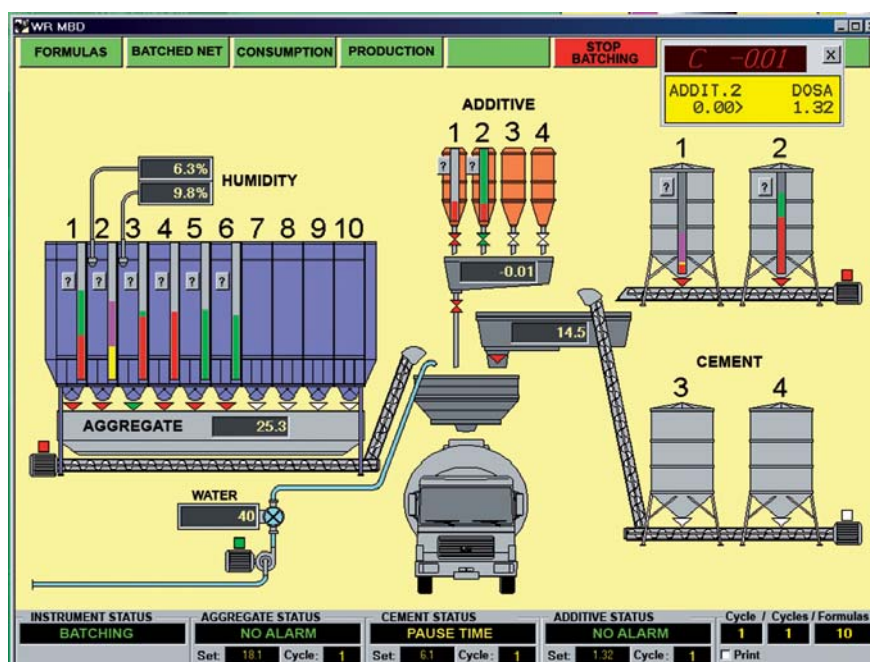 WR MBD
FORMULAS BATCHED NET CONSUMPTION PRODUCTION STOP BATCHING
C -0.01 X
ADDIT.2 DOSA
0.00> 1.32
ADDITIVE
1 2 3 4
? ?
1 2
? ?
6.3%
9.8%
HUMIDITY
1 2 3 4 5 6 7 8 9 10
? ? ? ? ? ?
-0.01
14.5
CEMENT
3 4
AGGREGATE 25.3
WATER
40
INSTRUMENT STATUS AGGREGATE STATUS CEMENT STATUS ADDITIVE STATUS Cycle / Cycles / Formulas
BATCHING NO ALARM PAUSE TIME NO ALARM 1 1 10
Set: 18.1 Cycle: 1 Set: 6.1 Cycle: 1 Set: 1.32 Cycle: 1 Print